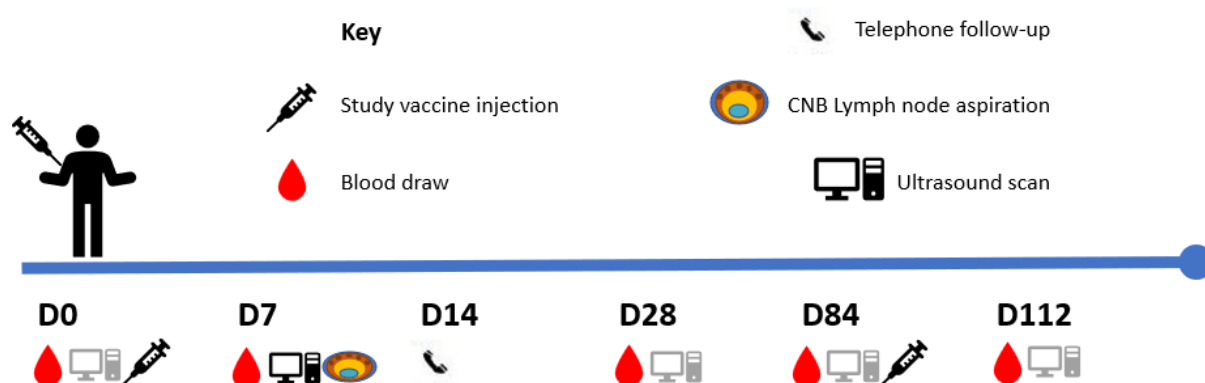 Key
Telephone follow-up
Study vaccine injection
CNB Lymph node aspiration
Blood draw
Ultrasound scan
D0 D7 D14 D28 D84 D112